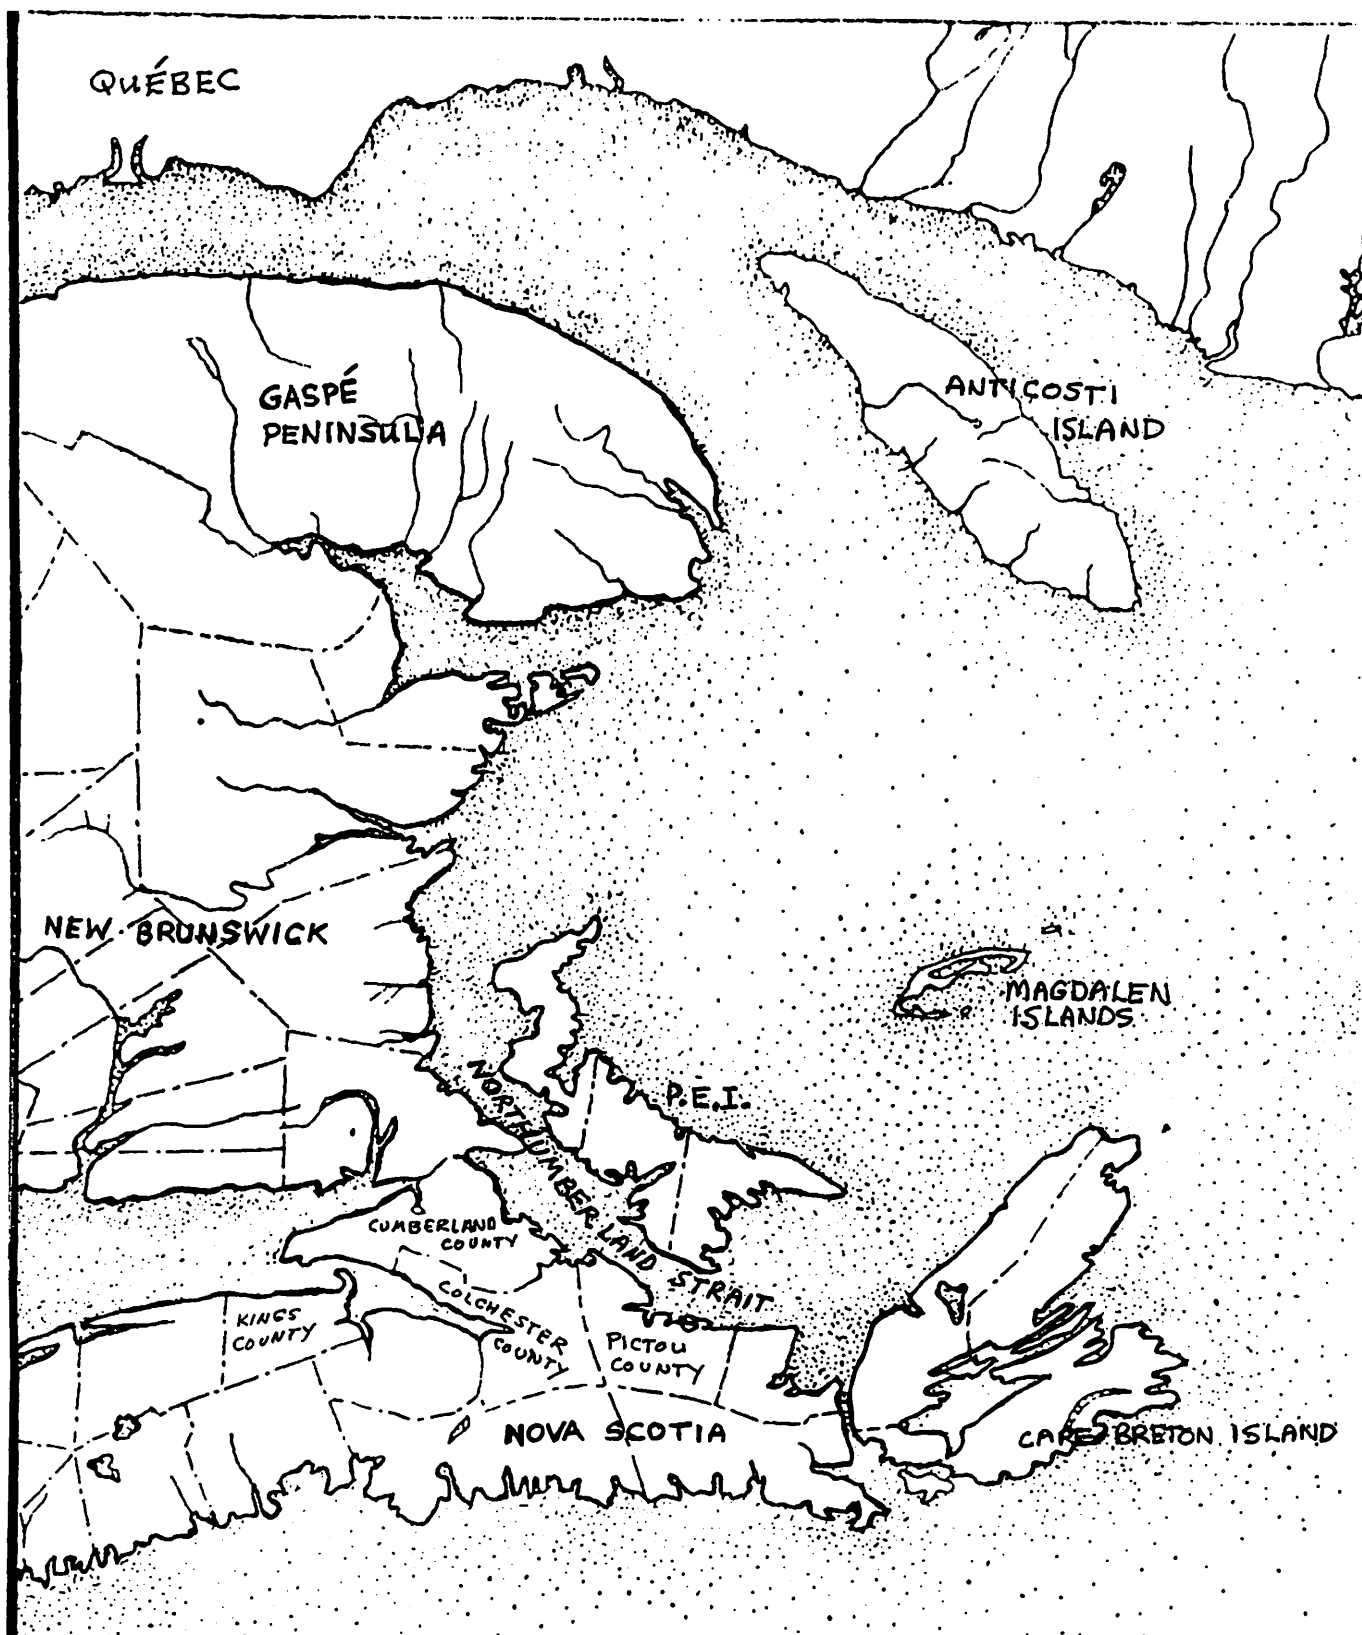 QUÉBEC
GASPÉ
PENINSULA
ANTICOSTI
ISLAND
NEW BRUNSWICK
MAGDALEN
ISLANDS
P.E.I.
NORTHUMBERLAND STRAIT
CUMBERLAND
COUNTY
COLCHESTER
COUNTY
KINGS
COUNTY
PICTOU
COUNTY
NOVA SCOTIA
CAPE BRETON ISLAND